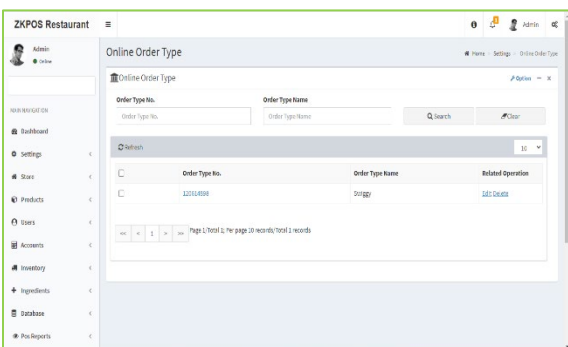 ZKPOS Restaurant
Admin
Admin
Online
Online Order Type
Home Settings Online Order Type
Online Order Type
Option
Order Type No.
Order Type Name
Order Type No.
Order Type Name
Search
Clear
MAIN NAVIGATION
Dashboard
Settings
Store
Products
Users
Accounts
Inventory
Ingredients
Database
Pos Reports
Refresh
10
Order Type No. Order Type Name Related Operation
Swiggy Edit Delete
<< < 1 > >> Page 1/Total 1; Per page 10 records/Total 1 records